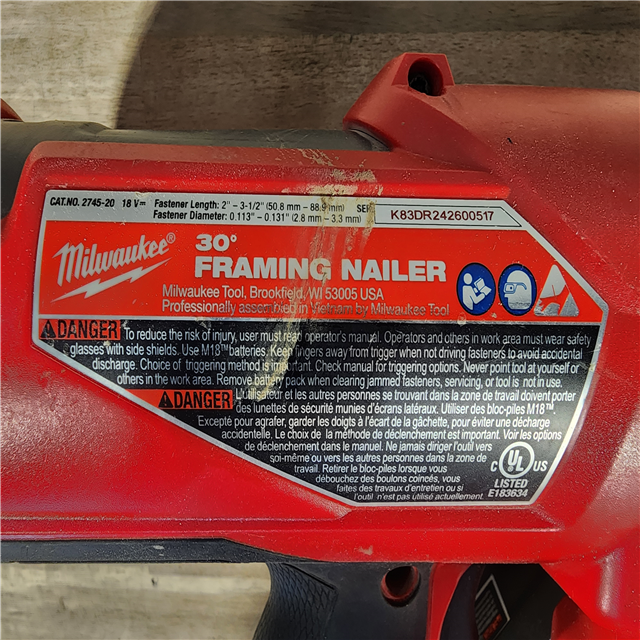 CAT.NO. 2745-20 18 V⎓ Fastener Length: 2" - 3-1/2" (50.8 mm - 88.9 mm) SER
Fastener Diameter: 0.113" - 0.131" (2.8 mm - 3.3 mm)
K83DR242600517
Milwaukee®
30°
FRAMING NAILER
Milwaukee Tool, Brookfield, WI 53005 USA
Professionally assembled in Vietnam by Milwaukee Tool
DANGER To reduce the risk of injury, user must read operator's manual. Operators and others in work area must wear safety
glasses with side shields. Use M18™ batteries. Keep fingers away from trigger when not driving fasteners to avoid accidental
discharge. Choice of triggering method is important. Check manual for triggering options. Never point tool at yourself or
others in the work area. Remove battery pack when clearing jammed fasteners, servicing, or tool is not in use.
DANGER L'utilisateur et les autres personnes se trouvant dans la zone de travail doivent porter
des lunettes de sécurité munies d'écrans latéraux. Utiliser des bloc-piles M18™.
Excepté pour agrafer, garder les doigts à l'écart de la gâchette, pour éviter une décharge
accidentelle. Le choix de la méthode de déclenchement est important. Voir les options
de déclenchement dans le manuel. Ne jamais pointer l'outil vers
soi-même ou vers les autres personnes dans la zone de
travail. Retirer le bloc-piles lorsque vous
débouchez des boulons coincés,
faites des travaux d'entretien ou si
l'outil n'est pas utilisé actuellement.
C UL US
LISTED
E183634